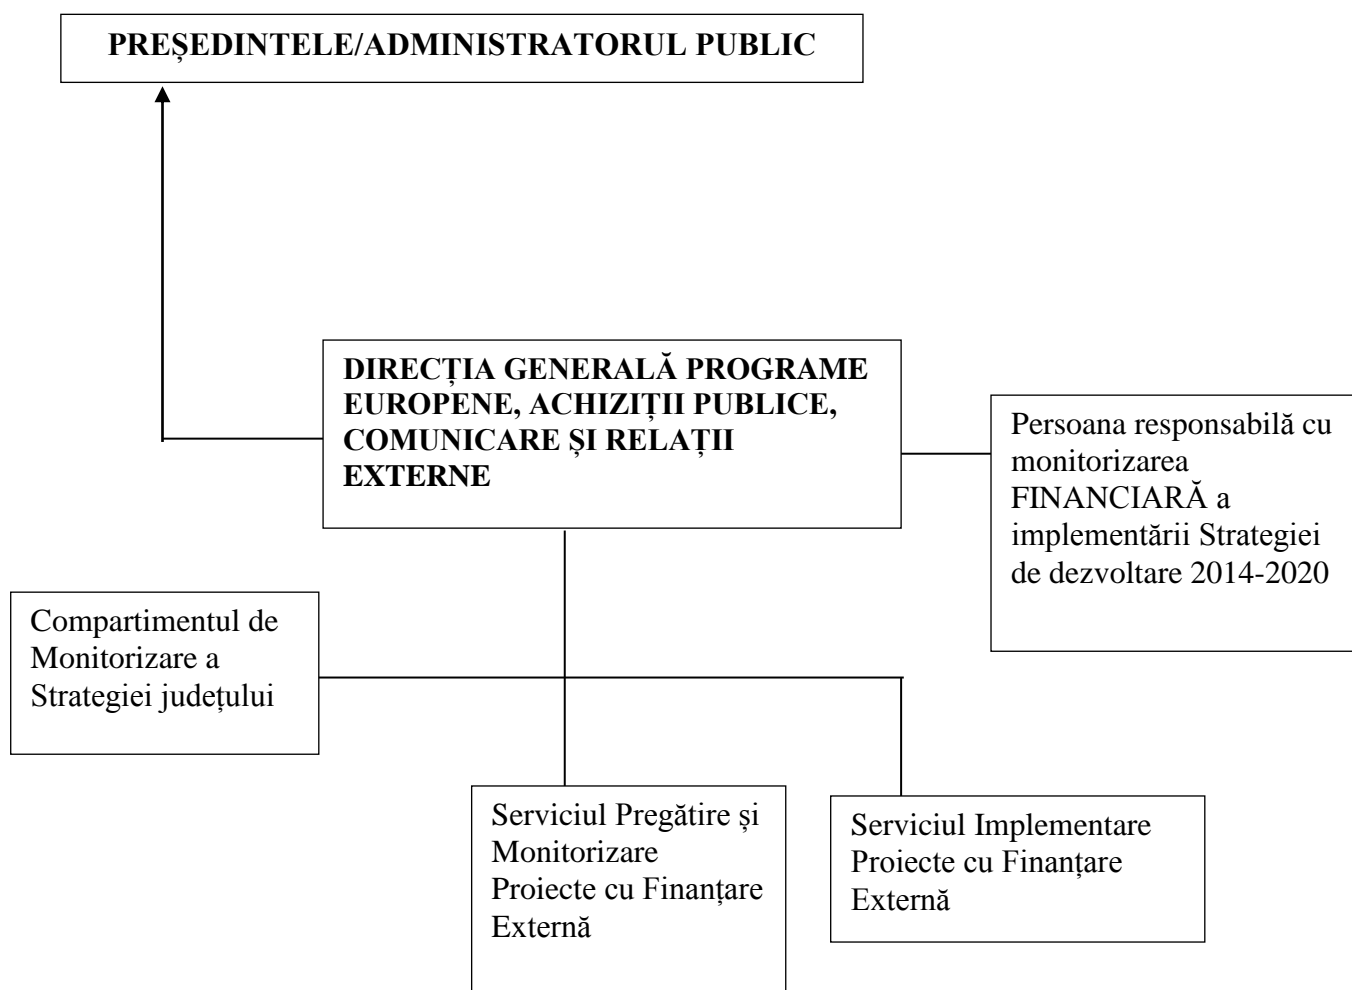 PREȘEDINTELE/ADMINISTRATORUL PUBLIC
DIRECȚIA GENERALĂ PROGRAME
EUROPENE, ACHIZIȚII PUBLICE,
COMUNICARE ȘI RELAȚII
EXTERNE
Persoana responsabilă cu
monitorizarea
FINANCIARĂ a
implementării Strategiei
de dezvoltare 2014-2020
Compartimentul de
Monitorizare a
Strategiei județului
Serviciul Pregătire și
Monitorizare
Proiecte cu Finanțare
Externă
Serviciul Implementare
Proiecte cu Finanțare
Externă